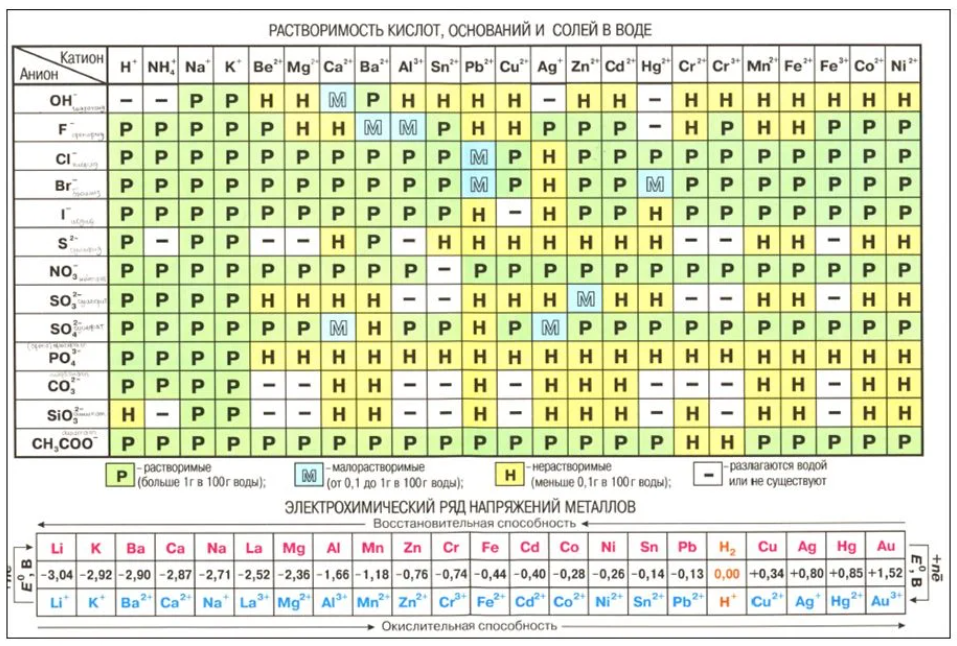 РАСТВОРИМОСТЬ КИСЛОТ, ОСНОВАНИЙ И СОЛЕЙ В ВОДЕ
Катион
Анион H⁺ NH₄⁺ Na⁺ K⁺ Be²⁺ Mg²⁺ Ca²⁺ Ba²⁺ Al³⁺ Sn²⁺ Pb²⁺ Cu²⁺ Ag⁺ Zn²⁺ Cd²⁺ Hg²⁺ Cr²⁺ Cr³⁺ Mn²⁺ Fe²⁺ Fe³⁺ Co²⁺ Ni²⁺
OH⁻ – – Р Р Н Н М Р Н Н Н Н – Н Н – Н Н Н Н Н Н Н
F⁻ Р Р Р Р Р Н Н М М Р Н Н Р Р Р – Н Р Н Н Р Р Р
Cl⁻ Р Р Р Р Р Р Р Р Р Р М Р Н Р Р Р Р Р Р Р Р Р Р
Br⁻ Р Р Р Р Р Р Р Р Р Р М Р Н Р Р М Р Р Р Р Р Р Р
I⁻ Р Р Р Р Р Р Р Р Р Р Н – Н Р Р Н Р Р Р Р Р Р Р
S²⁻ Р – Р Р – – Н Р – Н Н Н Н Н Н Н – – Н Н – Н Н
NO₃⁻ Р Р Р Р Р Р Р Р Р – Р Р Р Р Р Р Р Р Р Р Р Р Р
SO₃²⁻ Р Р Р Р Н Н Н Н – – Н Н Н М Н Н – – Н Н – Н Н
SO₄²⁻ Р Р Р Р Р Р М Н Р Р Н Р М Р Р Р Р Р Р Р Р Р Р
PO₄³⁻ Р Р Р Р Н Н Н Н Н Н Н Н Н Н Н Н Н Н Н Н Н Н Н
CO₃²⁻ Р Р Р Р – – Н Н – – Н – Н Н Н – – – Н Н – Н Н
SiO₃²⁻ Н – Р Р – – Н Н – – Н – Н Н Н – Н – Н Н – Н Н
CH₃COO⁻ Р Р Р Р Р Р Р Р Р Р Р Р Р Р Р Р Н Н Р Р Р Р Р
Р –растворимые М –малорастворимые Н –нерастворимые – –разлагаются водой
(больше 1г в 100г воды); (от 0,1 до 1г в 100г воды); (меньше 0,1г в 100г воды); или не существуют
ЭЛЕКТРОХИМИЧЕСКИЙ РЯД НАПРЯЖЕНИЙ МЕТАЛЛОВ
Восстановительная способность
Li K Ba Ca Na La Mg Al Mn Zn Cr Fe Cd Co Ni Sn Pb H₂ Cu Ag Hg Au +nē
E⁰, В –3,04 –2,92 –2,90 –2,87 –2,71 –2,52 –2,36 –1,66 –1,18 –0,76 –0,74 –0,44 –0,40 –0,28 –0,26 –0,14 –0,13 0,00 +0,34 +0,80 +0,85 +1,52 E⁰, В
Li⁺ K⁺ Ba²⁺ Ca²⁺ Na⁺ La³⁺ Mg²⁺ Al³⁺ Mn²⁺ Zn²⁺ Cr³⁺ Fe²⁺ Cd²⁺ Co²⁺ Ni²⁺ Sn²⁺ Pb²⁺ H⁺ Cu²⁺ Ag⁺ Hg²⁺ Au³⁺
Окислительная способность